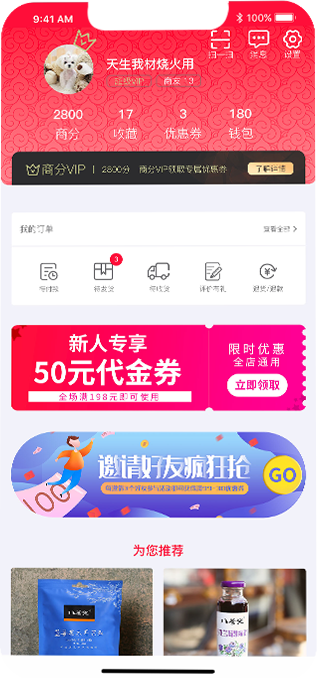 9:41 AM
100%
扫一扫 消息 设置
天生我材烧火用
商友 13
2800 17 3 180
商分 收藏 优惠券 钱包
商分VIP 2800分 商分VIP领取专属优惠券 了解详情
我的订单 查看全部
3
待付款 待发货 待收货 评价有礼 退货/退款
新人专享
50元代金券
全场满198元即可使用
限时优惠
全店通用
立即领取
邀请好友疯狂抢
GO
100
为您推荐